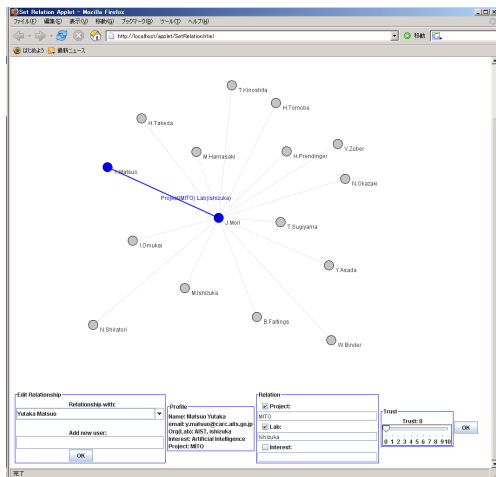 Set Relation Applet - Mozilla Firefox
ファイル(F) 編集(E) 表示(V) 移動(G) ブックマーク(B) ツール(T) ヘルプ(H)
http://localhost/applet/SetRelation.html
移動
はじめよう 最新ニュース
T.Kinoshita
H.Tomobe
H.Takeda
V.Zuber
M.Hamasaki
H.Prendinger
Y.Matsuo
N.Okazaki
Project(MITO) Lab(Ishizuka)
J.Mori
T.Sugiyama
I.Omukai
Y.Asada
M.Ishizuka
B.Faltings
N.Shiratori
W.Binder
Edit Relationship
Relationship with:
Yutaka Matsuo
Add new user:
OK
Profile
Name: Matsuo Yutaka
email: y.matsuo@carc.aits.go.jp
Org(Lab): AIST, ishizuka
Interest: Artificial Intelligence
Project: MITO
Relation
Project:
MITO
Lab:
Ishizuka
Interest:
Trust
Trust: 0
0 1 2 3 4 5 6 7 8 9 10
OK
完了